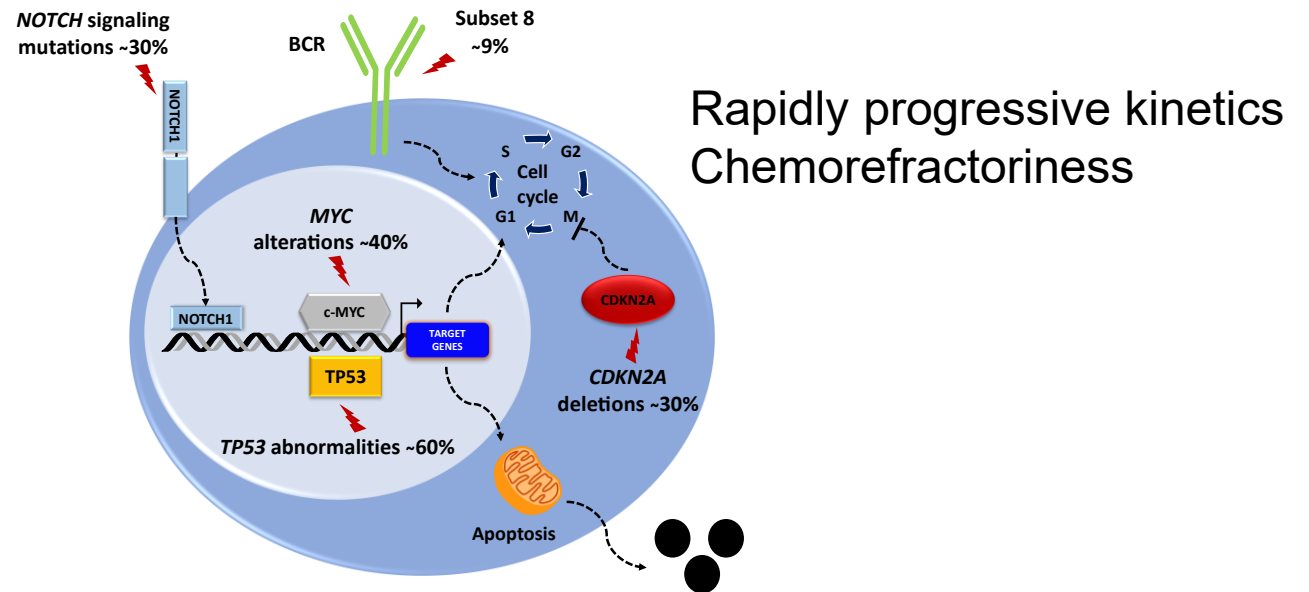 NOTCH signaling
mutations ~30%
BCR
Subset 8
~9%
Rapidly progressive kinetics
Chemorefractoriness
NOTCH1
S
G2
Cell
cycle
G1
M
MYC
alterations ~40%
CDKN2A
NOTCH1
c-MYC
TARGET
GENES
TP53
CDKN2A
deletions ~30%
TP53 abnormalities ~60%
Apoptosis